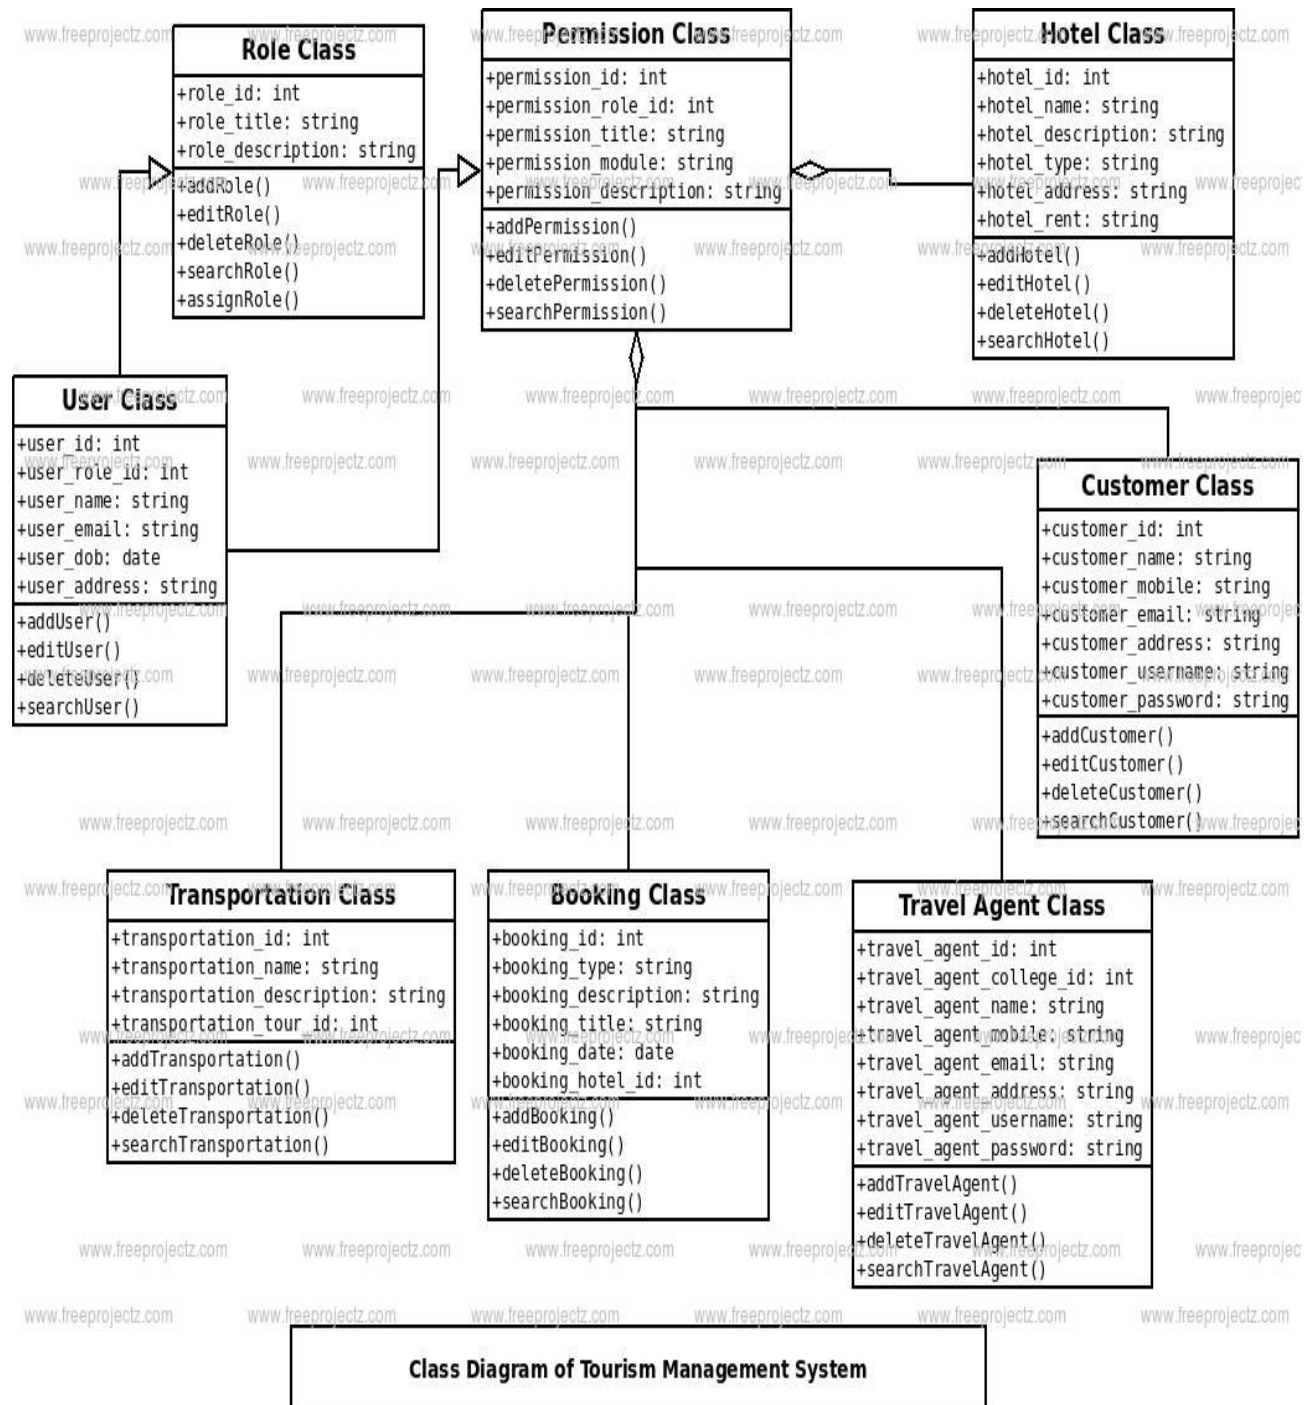 Role Class
+role_id: int
+role_title: string
+role_description: string
+addRole()
+editRole()
+deleteRole()
+searchRole()
+assignRole()
Permission Class
+permission_id: int
+permission_role_id: int
+permission_title: string
+permission_module: string
+permission_description: string
+addPermission()
+editPermission()
+deletePermission()
+searchPermission()
Hotel Class
+hotel_id: int
+hotel_name: string
+hotel_description: string
+hotel_type: string
+hotel_address: string
+hotel_rent: string
+addHotel()
+editHotel()
+deleteHotel()
+searchHotel()
User Class
+user_id: int
+user_role_id: int
+user_name: string
+user_email: string
+user_dob: date
+user_address: string
+addUser()
+editUser()
+deleteUser()
+searchUser()
Customer Class
+customer_id: int
+customer_name: string
+customer_mobile: string
+customer_email: string
+customer_address: string
+customer_username: string
+customer_password: string
+addCustomer()
+editCustomer()
+deleteCustomer()
+searchCustomer()
Transportation Class
+transportation_id: int
+transportation_name: string
+transportation_description: string
+transportation_tour_id: int
+addTransportation()
+editTransportation()
+deleteTransportation()
+searchTransportation()
Booking Class
+booking_id: int
+booking_type: string
+booking_description: string
+booking_title: string
+booking_date: date
+booking_hotel_id: int
+addBooking()
+editBooking()
+deleteBooking()
+searchBooking()
Travel Agent Class
+travel_agent_id: int
+travel_agent_college_id: int
+travel_agent_name: string
+travel_agent_mobile: string
+travel_agent_email: string
+travel_agent_address: string
+travel_agent_username: string
+travel_agent_password: string
+addTravelAgent()
+editTravelAgent()
+deleteTravelAgent()
+searchTravelAgent()
Class Diagram of Tourism Management System
www.freeprojectz.com